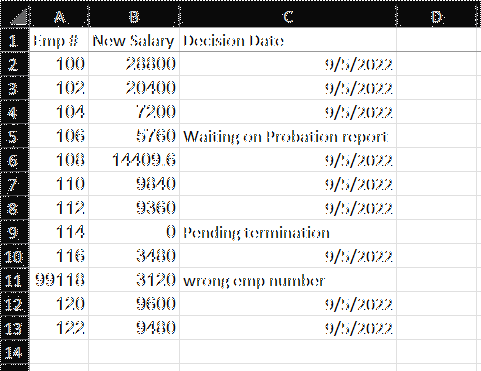 A B C D
1 Emp # New Salary Decision Date
2 100 28800 9/5/2022
3 102 20400 9/5/2022
4 104 7200 9/5/2022
5 106 5760 Waiting on Probation report
6 108 14409.6 9/5/2022
7 110 9840 9/5/2022
8 112 9360 9/5/2022
9 114 0 Pending termination
10 116 3480 9/5/2022
11 99118 3120 wrong emp number
12 120 9600 9/5/2022
13 122 9480 9/5/2022
14